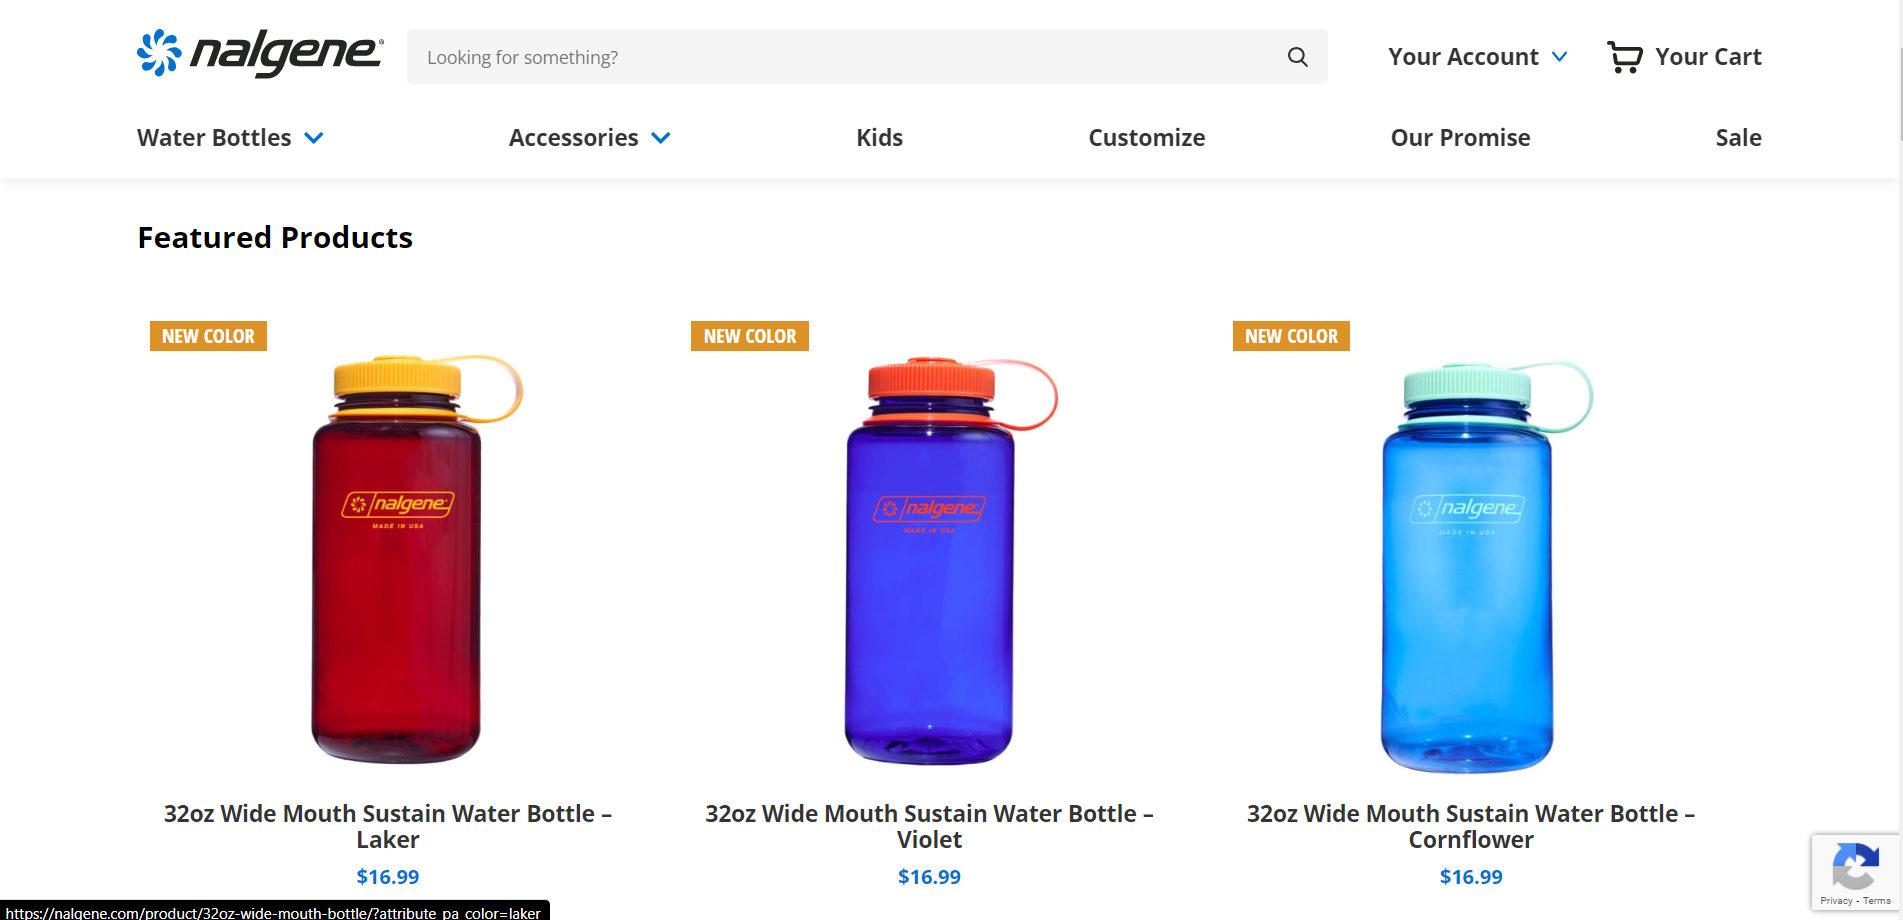 nalgene®
Looking for something?
Your Account
Your Cart
Water Bottles
Accessories
Kids
Customize
Our Promise
Sale
Featured Products
NEW COLOR
NEW COLOR
NEW COLOR
nalgene
MADE IN USA
nalgene
MADE IN USA
nalgene
MADE IN USA
32oz Wide Mouth Sustain Water Bottle –
Laker
$16.99
32oz Wide Mouth Sustain Water Bottle –
Violet
$16.99
32oz Wide Mouth Sustain Water Bottle –
Cornflower
$16.99
Privacy - Terms
https://nalgene.com/product/32oz-wide-mouth-bottle/?attribute_pa_color=laker